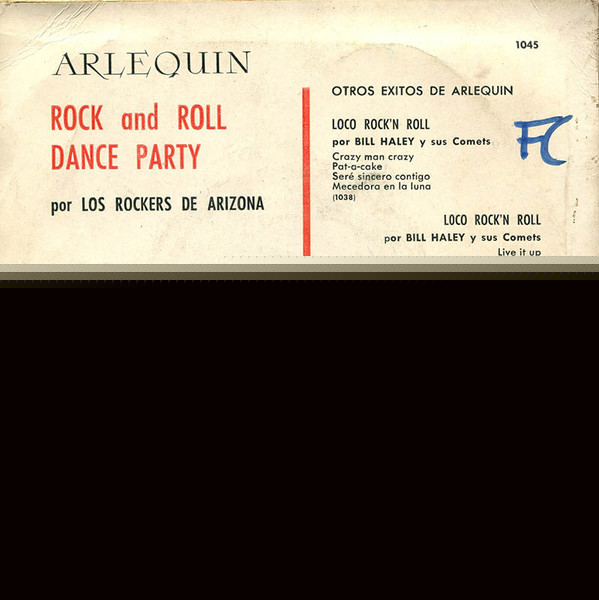 ARLEQUIN
ROCK and ROLL
DANCE PARTY
por LOS ROCKERS DE ARIZONA
1045
OTROS EXITOS DE ARLEQUIN
LOCO ROCK'N ROLL
por BILL HALEY y sus Comets
Crazy man crazy
Pat-a-cake
Seré sincero contigo
Mecedora en la luna
(1038)
FC
LOCO ROCK'N ROLL
por BILL HALEY y sus Comets
Live it up